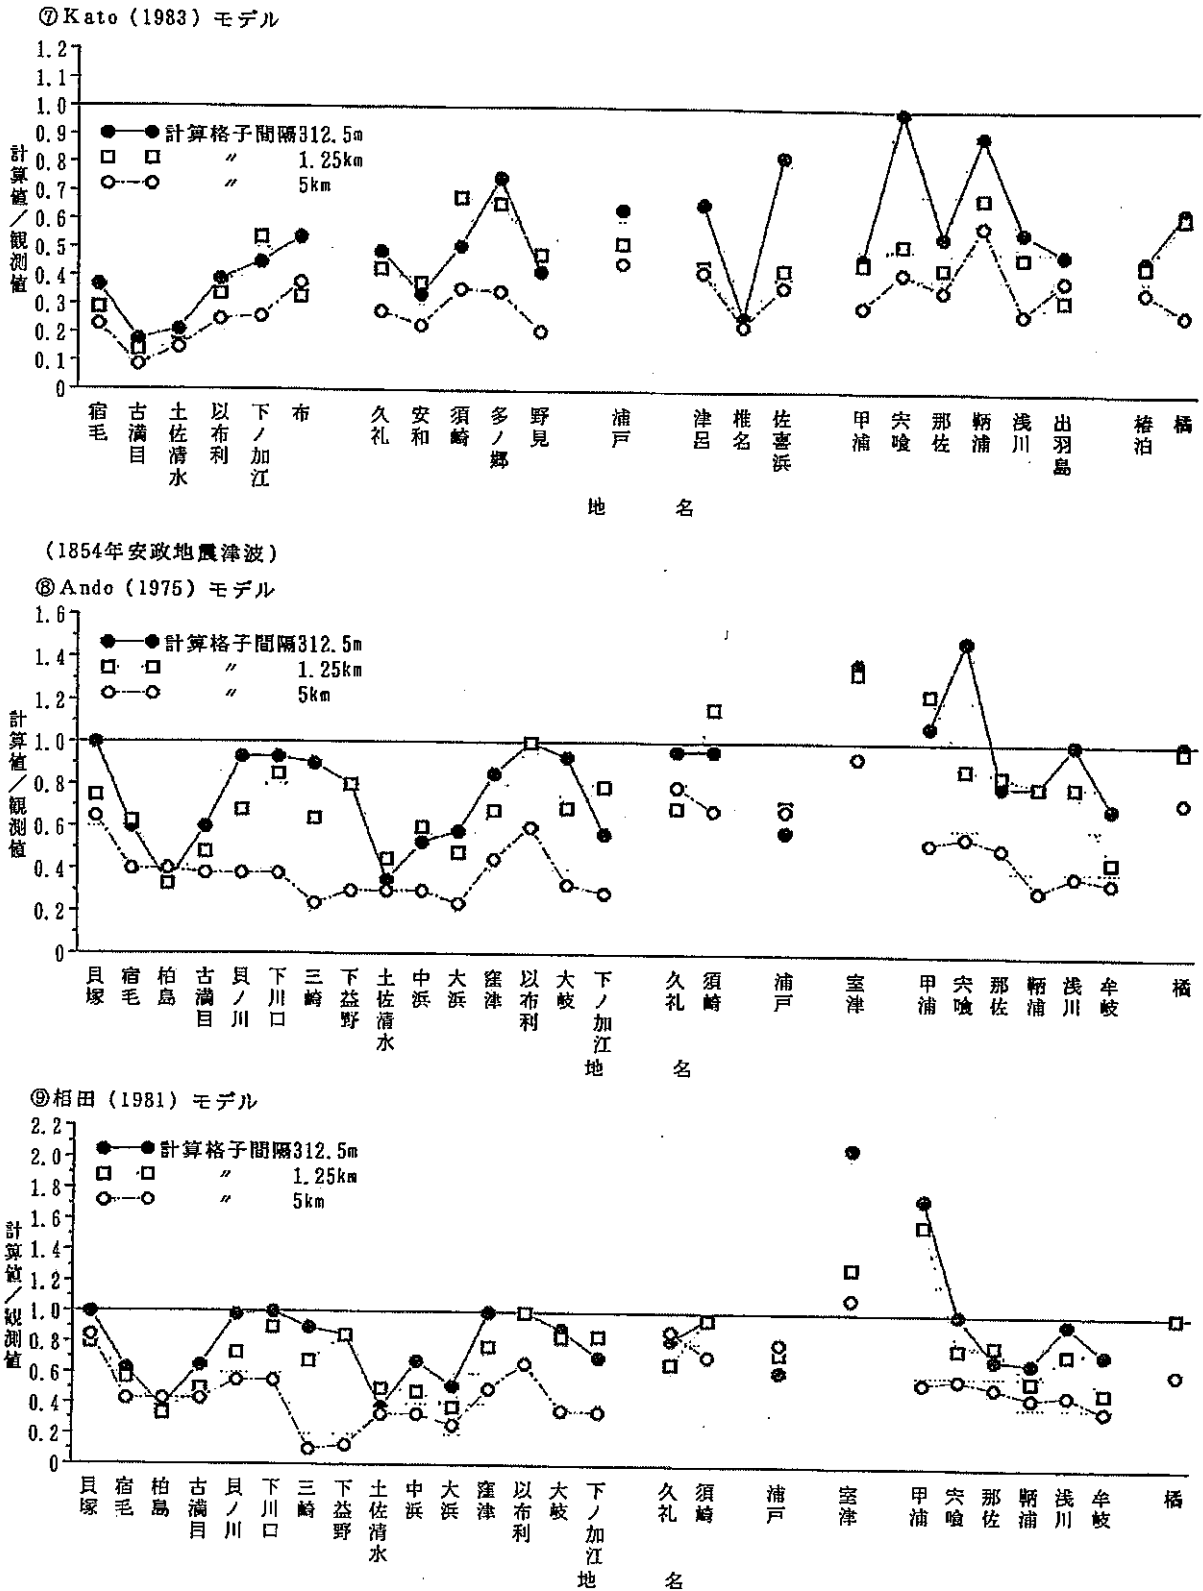 ⑦Kato (1983) モデル
1.2
1.1
1.0
0.9
0.8
0.7
0.6
0.5
0.4
0.3
0.2
0.1
0
計算値/観測値
計算格子間隔312.5m
〃 1.25km
〃 5km
宿毛 古満目 土佐清水 以布利 下ノ加江 布 久礼 安和 須崎 多ノ郷 野見 浦戸 津呂 椎名 佐喜浜 甲浦 宍喰 那佐 鞆浦 浅川 出羽島 椿泊 橘
地 名
(1854年安政地震津波)
⑧Ando (1975) モデル
1.6
1.4
1.2
1.0
0.8
0.6
0.4
0.2
0
計算値/観測値
計算格子間隔312.5m
〃 1.25km
〃 5km
貝塚 宿毛 柏島 古満目 貝ノ川 下川口 三崎 下益野 土佐清水 中浜 大浜 窪津 以布利 大岐 下ノ加江 久礼 須崎 浦戸 室津 甲浦 宍喰 那佐 鞆浦 浅川 牟岐 橘
地 名
⑨相田 (1981) モデル
2.2
2.0
1.8
1.6
1.4
1.2
1.0
0.8
0.6
0.4
0.2
0
計算値/観測値
計算格子間隔312.5m
〃 1.25km
〃 5km
貝塚 宿毛 柏島 古満目 貝ノ川 下川口 三崎 下益野 土佐清水 中浜 大浜 窪津 以布利 大岐 下ノ加江 久礼 須崎 浦戸 室津 甲浦 宍喰 那佐 鞆浦 浅川 牟岐 橘
地 名